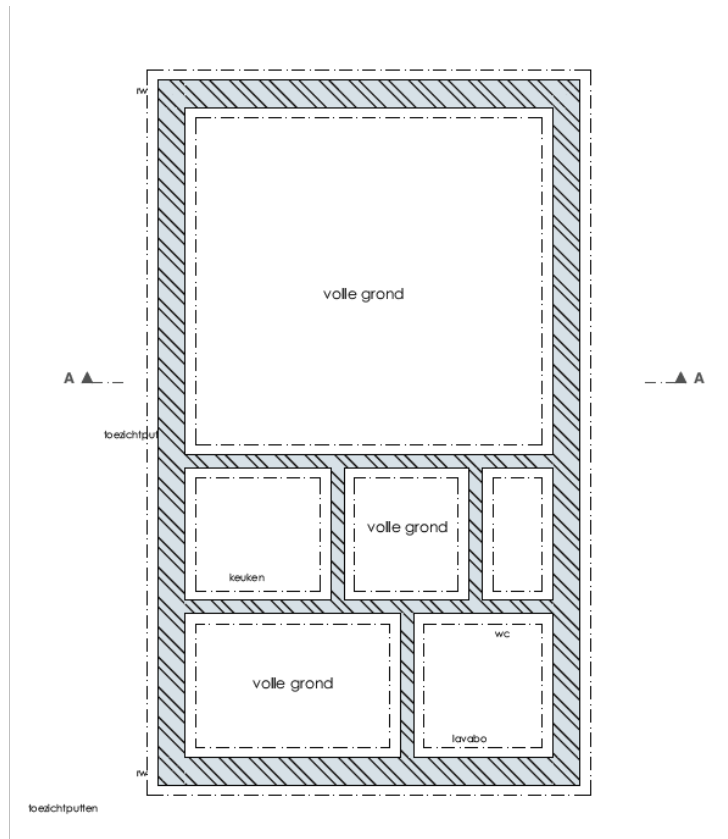 rw
volle grond
A
A
toezichtput
volle grond
keuken
wc
volle grond
lavabo
rw
toezichtputten